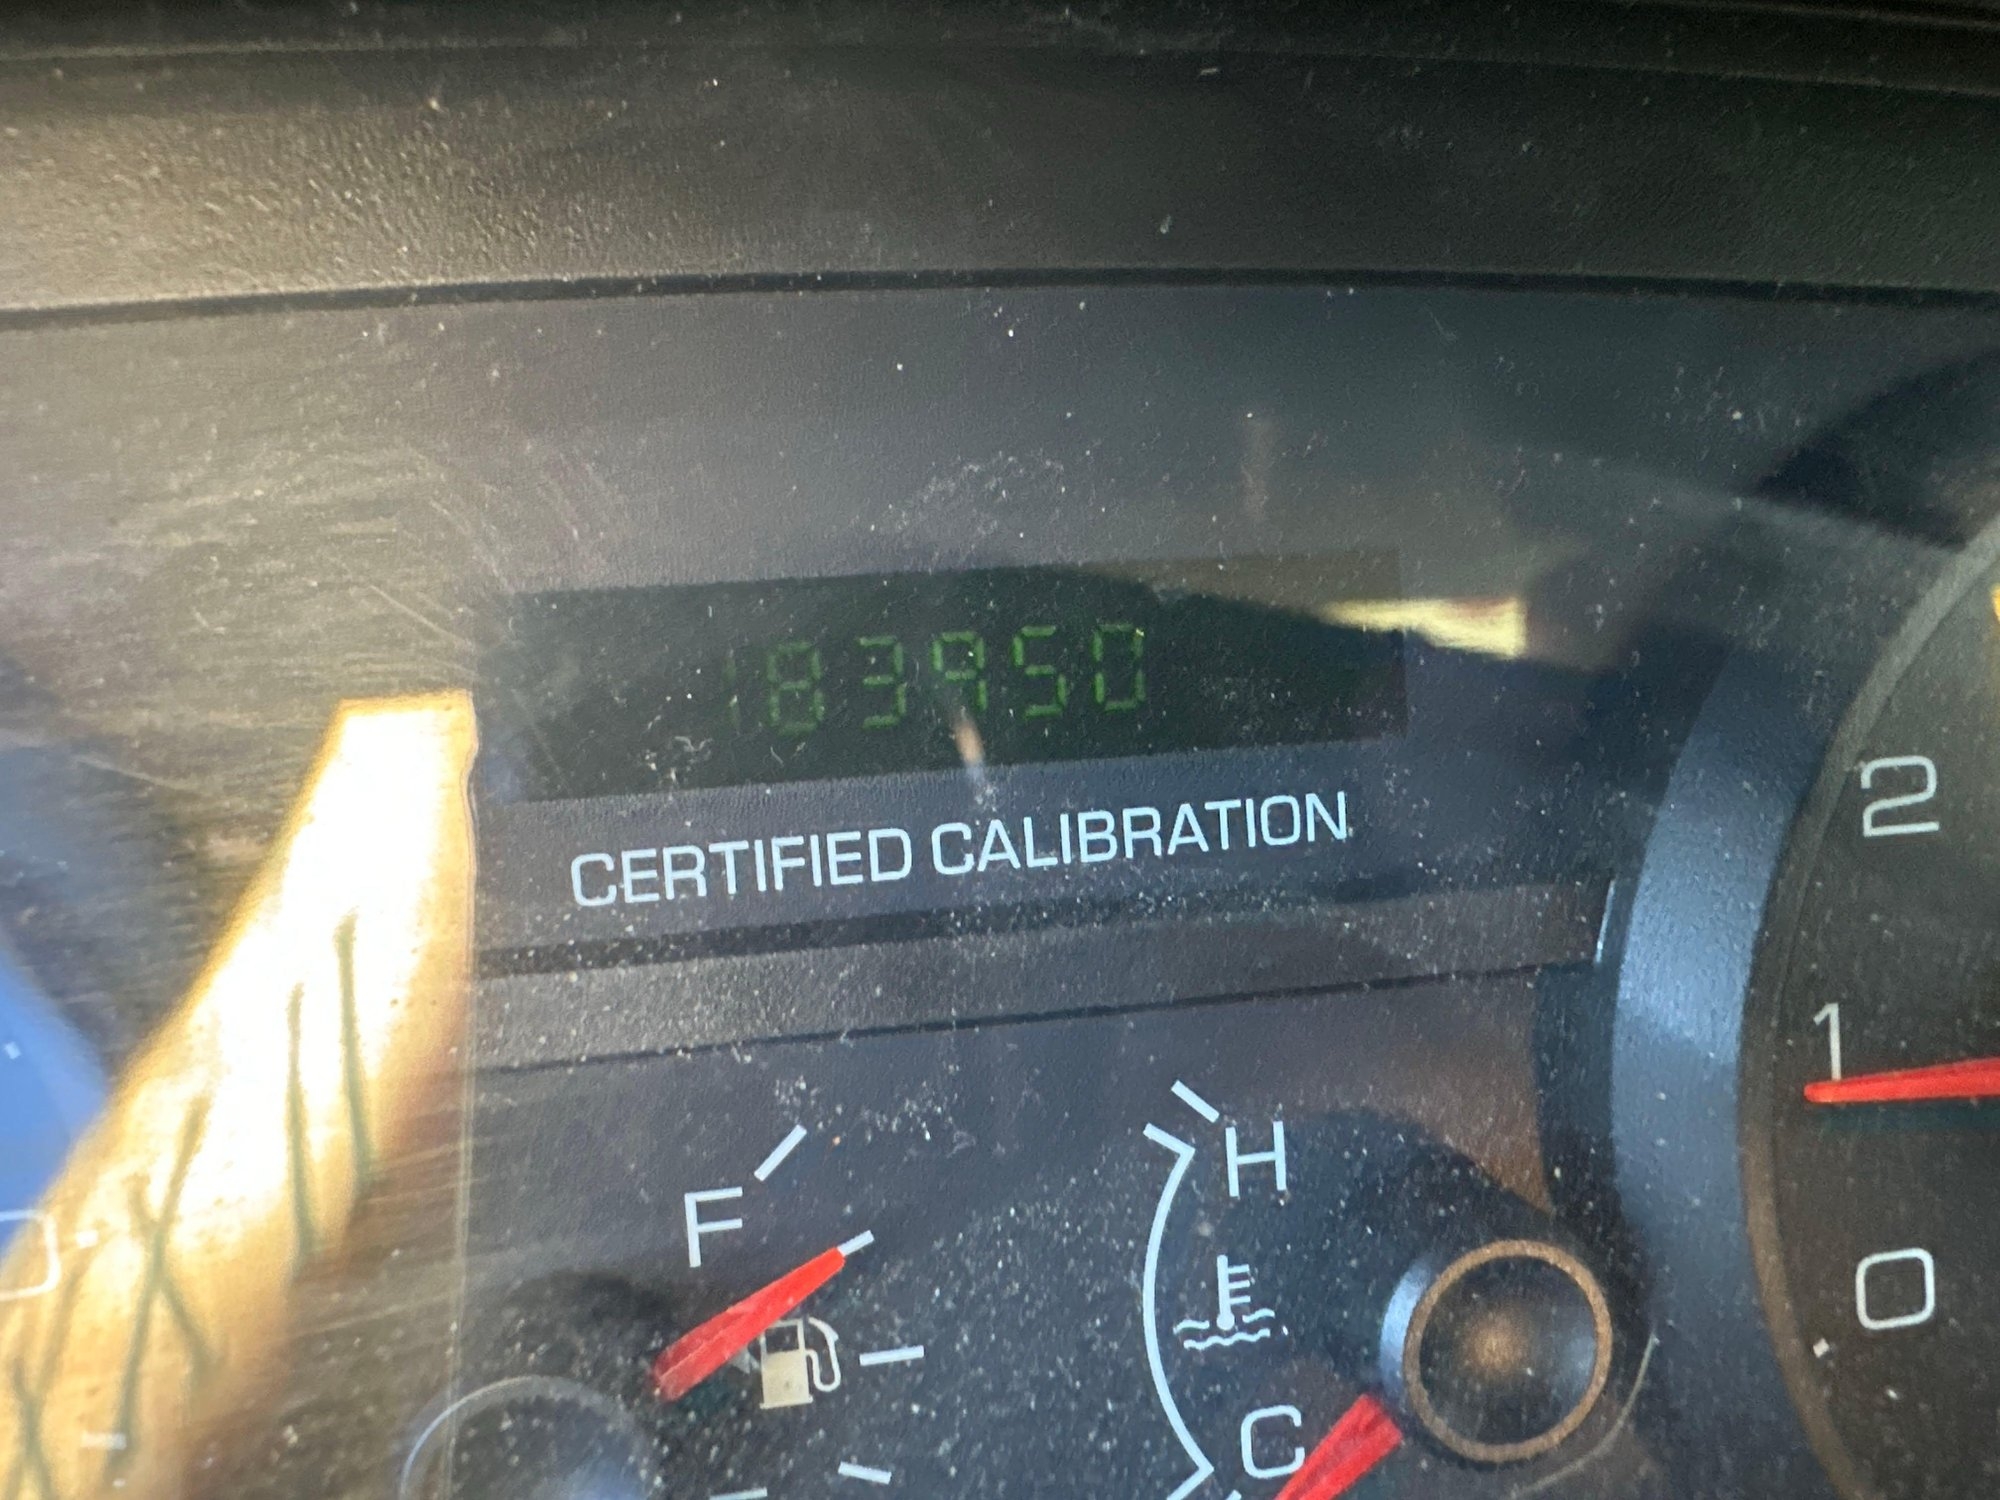 183950
CERTIFIED CALIBRATION
2
1
F
H
0
C